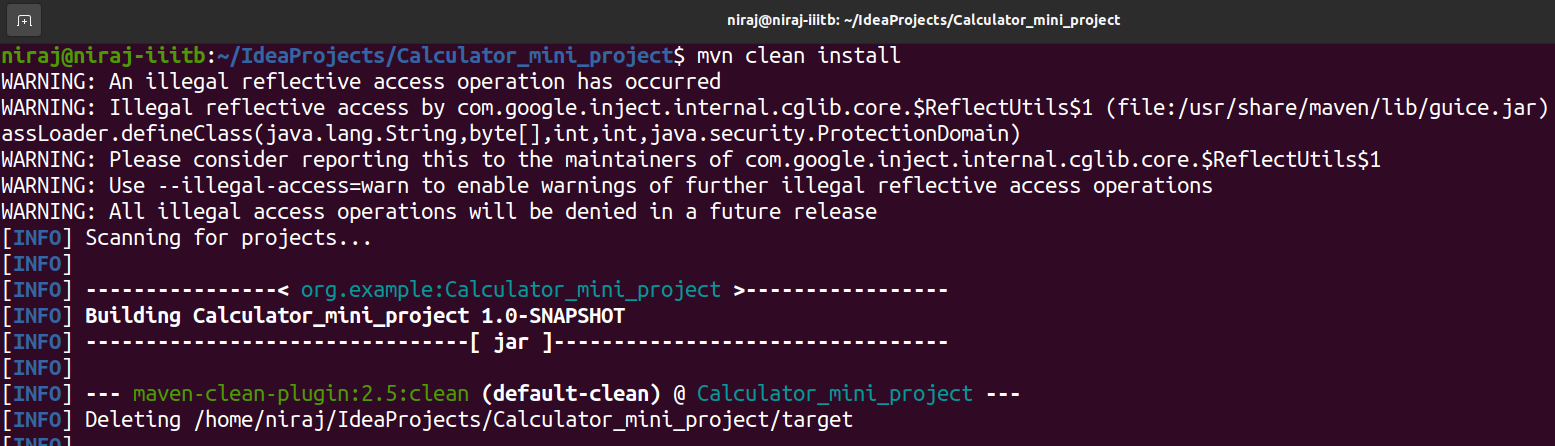 niraj@niraj-iiitb: ~/IdeaProjects/Calculator_mini_project
niraj@niraj-iiitb:~/IdeaProjects/Calculator_mini_project$ mvn clean install
WARNING: An illegal reflective access operation has occurred
WARNING: Illegal reflective access by com.google.inject.internal.cglib.core.$ReflectUtils$1 (file:/usr/share/maven/lib/guice.jar)
assLoader.defineClass(java.lang.String,byte[],int,int,java.security.ProtectionDomain)
WARNING: Please consider reporting this to the maintainers of com.google.inject.internal.cglib.core.$ReflectUtils$1
WARNING: Use --illegal-access=warn to enable warnings of further illegal reflective access operations
WARNING: All illegal access operations will be denied in a future release
[INFO] Scanning for projects...
[INFO]
[INFO] ----------------< org.example:Calculator_mini_project >-----------------
[INFO] Building Calculator_mini_project 1.0-SNAPSHOT
[INFO] --------------------------------[ jar ]---------------------------------
[INFO]
[INFO] --- maven-clean-plugin:2.5:clean (default-clean) @ Calculator_mini_project ---
[INFO] Deleting /home/niraj/IdeaProjects/Calculator_mini_project/target
[INFO]